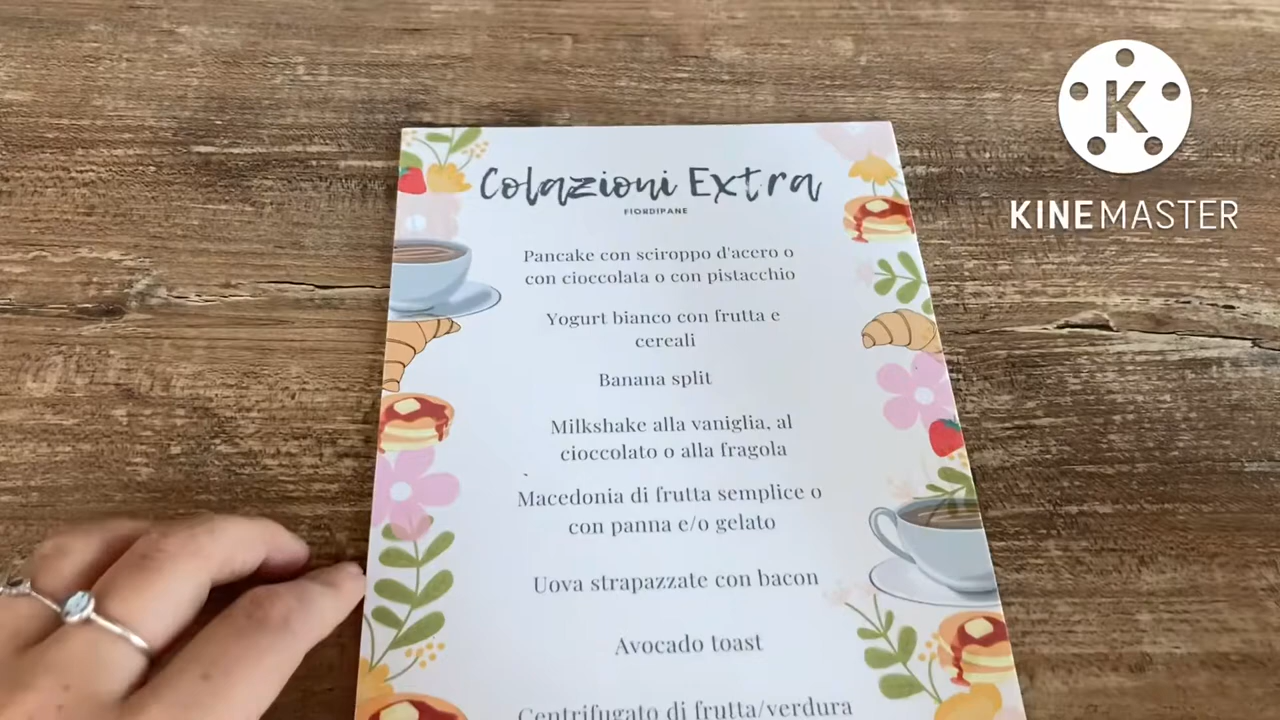 K
KINEMASTER
Colazioni Extra
FIORDIPANE
Pancake con sciroppo d'acero o
con cioccolata o con pistacchio
Yogurt bianco con frutta e
cereali
Banana split
Milkshake alla vaniglia, al
cioccolato o alla fragola
Macedonia di frutta semplice o
con panna e/o gelato
Uova strapazzate con bacon
Avocado toast
Centrifugato di frutta/verdura